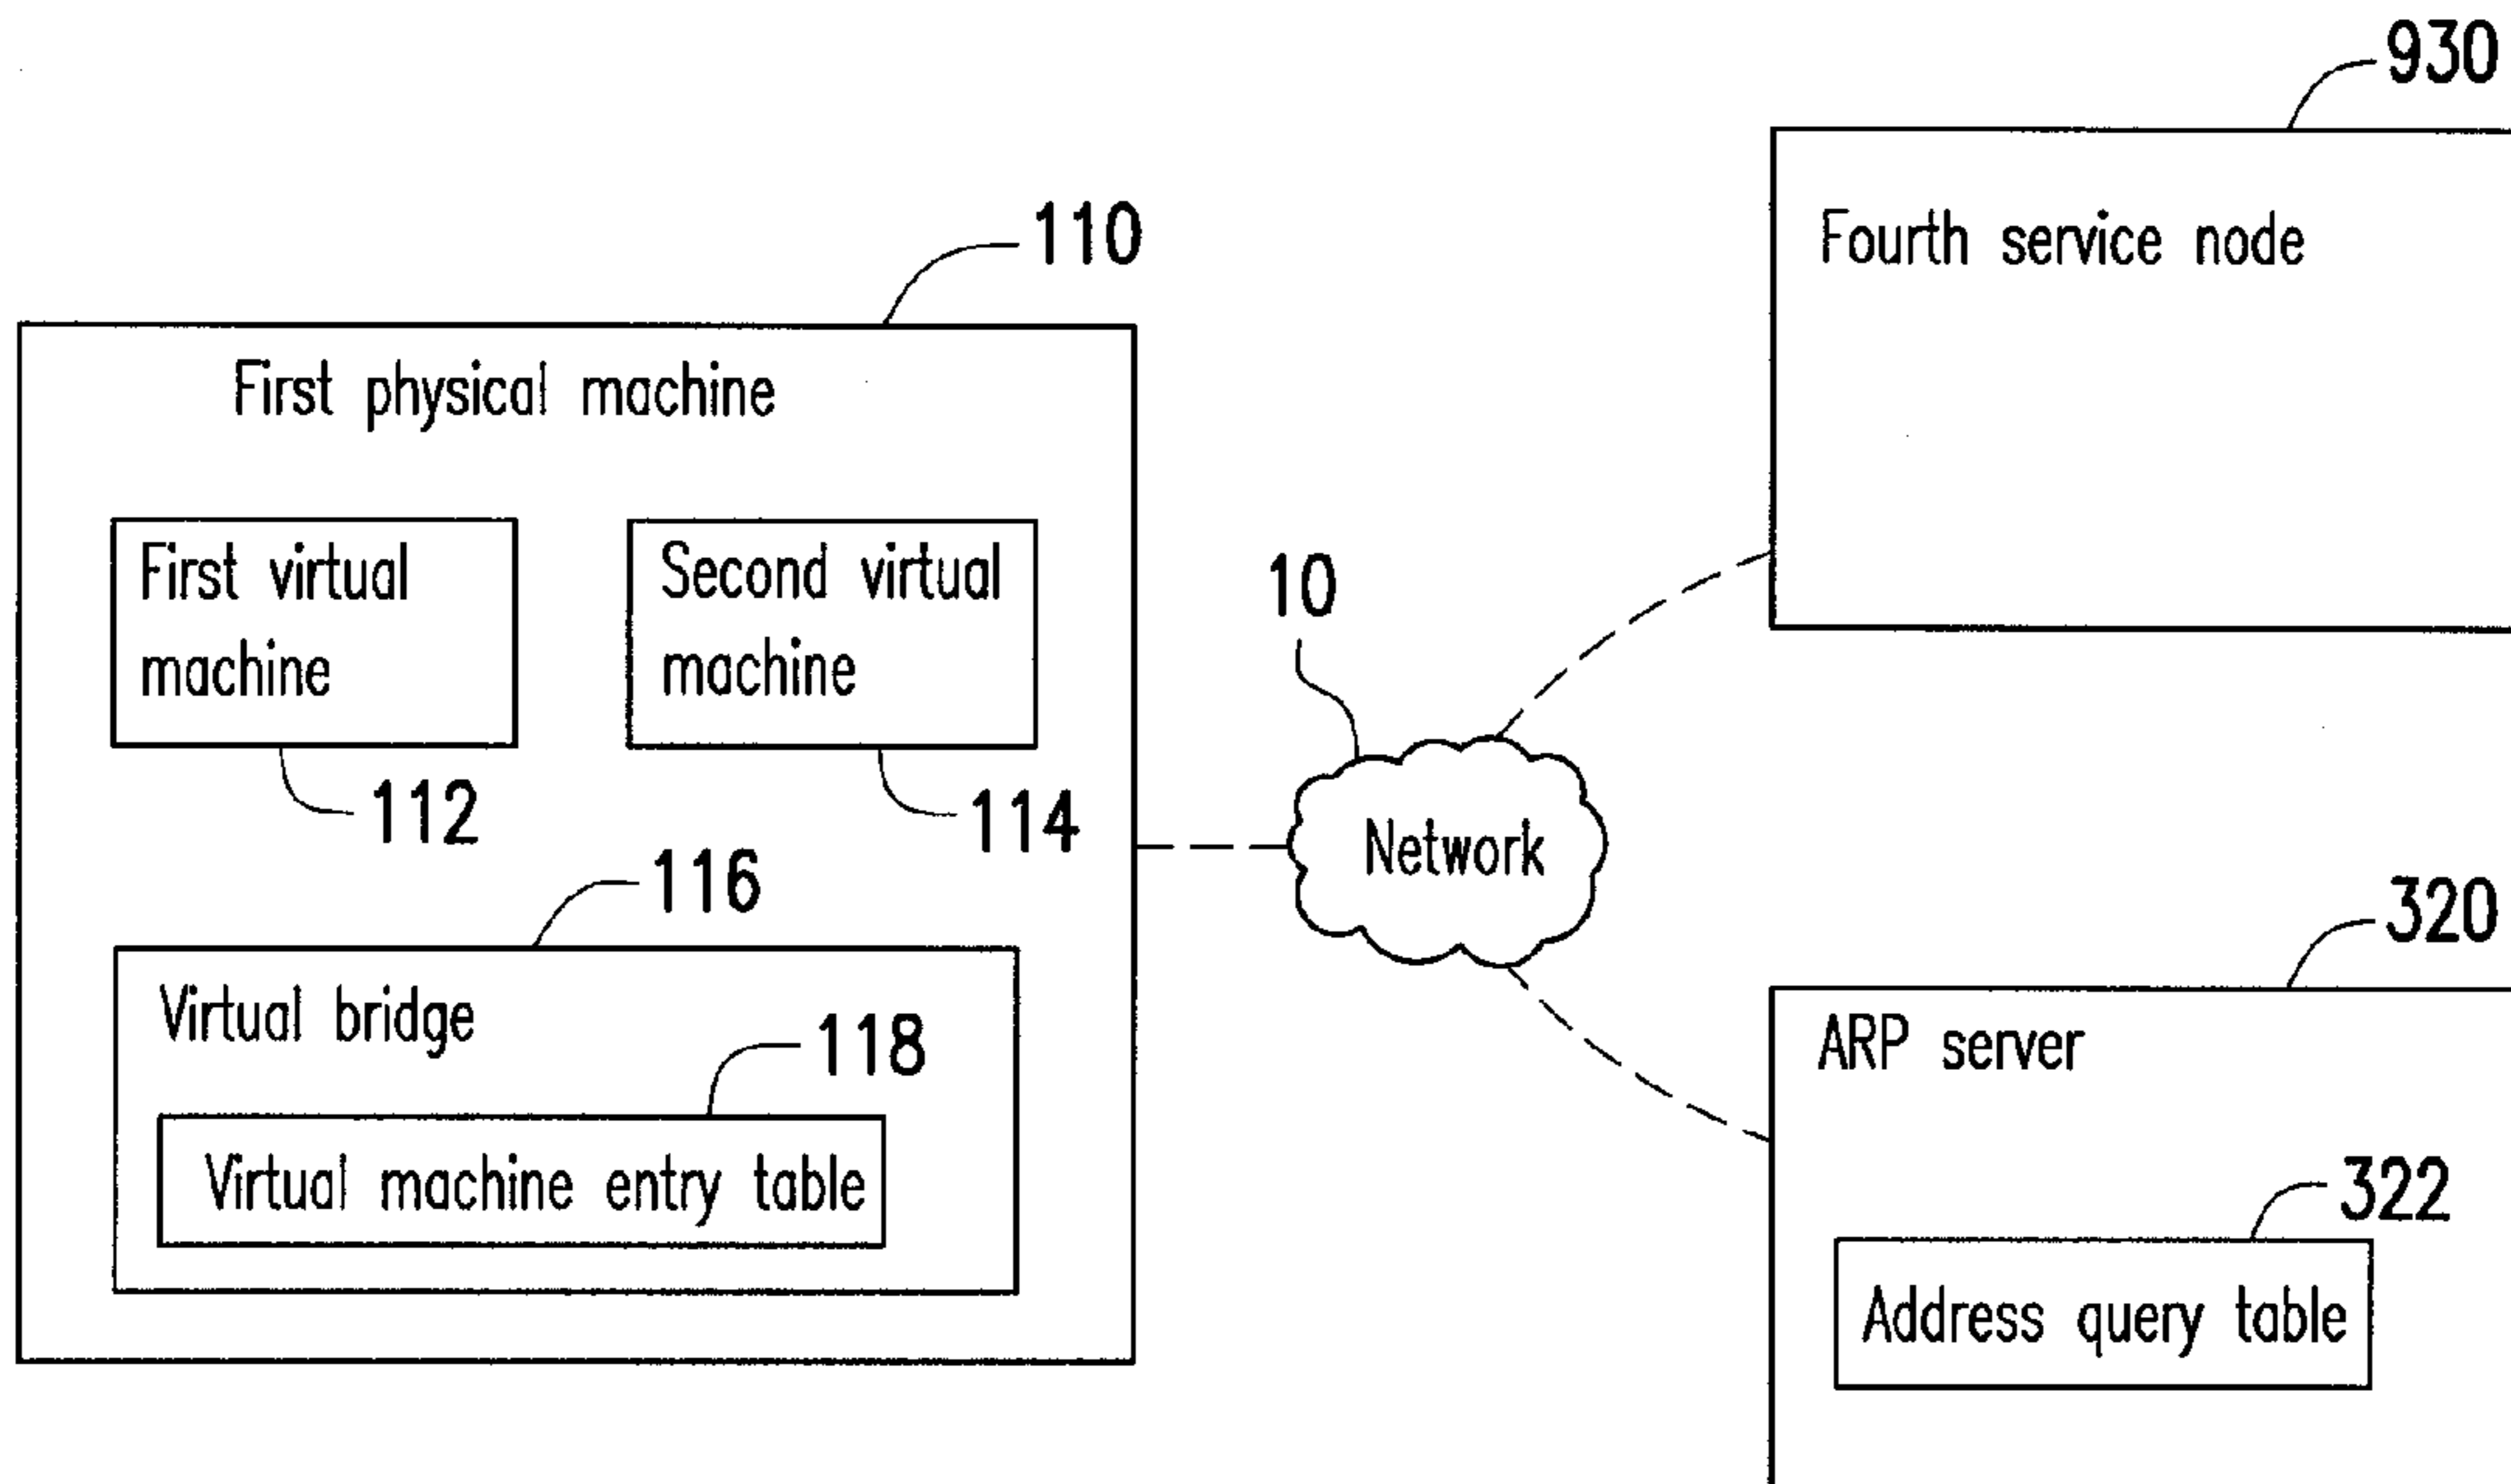 930
Fourth service node
110
First physical machine
First virtual
machine
112
Second virtual
machine
114
10
Network
116
Virtual bridge
118
Virtual machine entry table
320
ARP server
322
Address query table